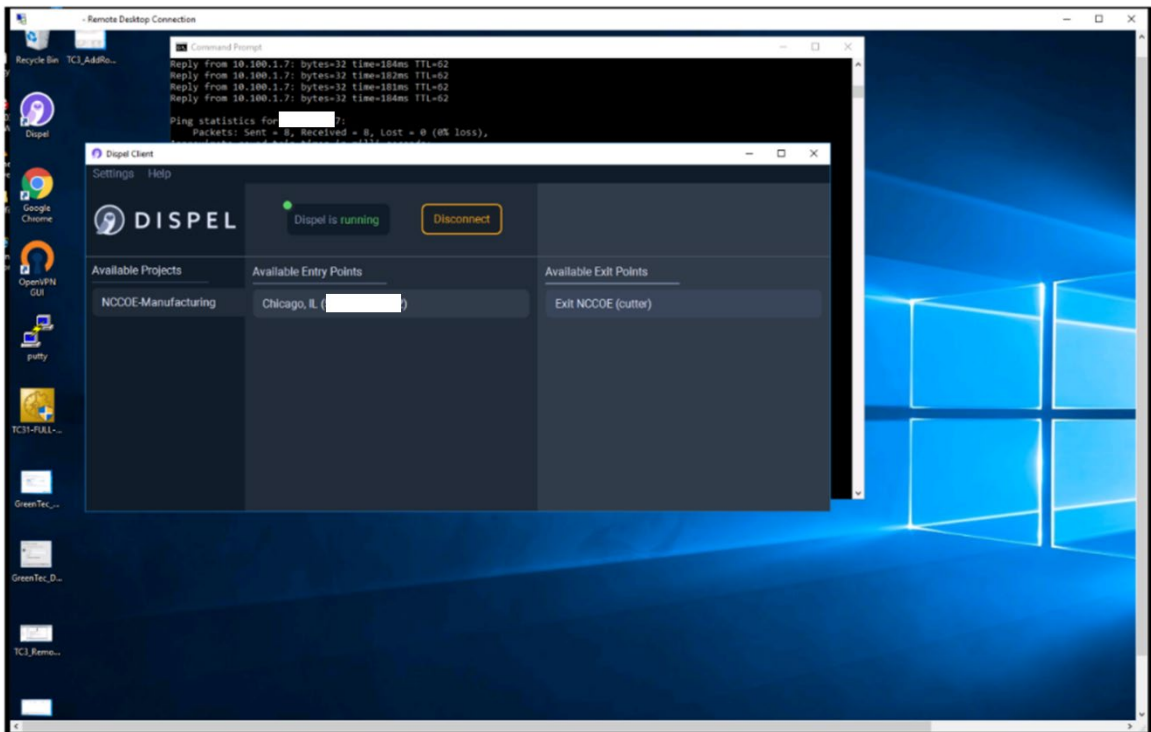 - Remote Desktop Connection
Recycle Bin
TC3_AddRo...
Command Prompt
Reply from 10.100.1.7: bytes=32 time=184ms TTL=62
Reply from 10.100.1.7: bytes=32 time=182ms TTL=62
Reply from 10.100.1.7: bytes=32 time=181ms TTL=62
Reply from 10.100.1.7: bytes=32 time=184ms TTL=62
Ping statistics for 7:
Packets: Sent = 8, Received = 8, Lost = 0 (0% loss),
Dispel
Dispel Client
Settings Help
DISPEL
Dispel is running
Disconnect
Google Chrome
Available Projects
Available Entry Points
Available Exit Points
NCCOE-Manufacturing
Chicago, IL (
Exit NCCOE (cutter)
OpenVPN GUI
putty
TC31-FULL-...
GreenTec_...
GreenTec_D...
TC3_Remo...